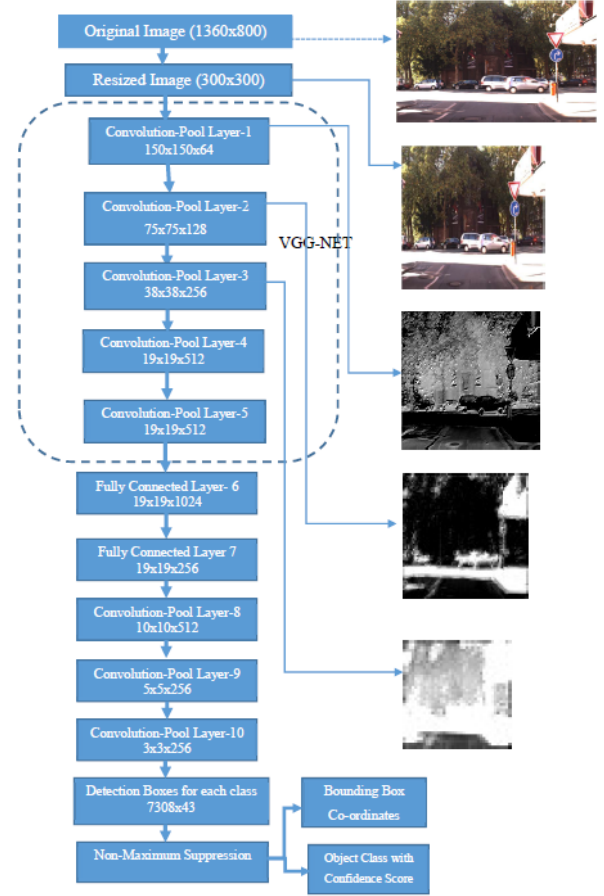 Original Image (1360x800)
Resized Image (300x300)
Convolution-Pool Layer-1
150x150x64
Convolution-Pool Layer-2
75x75x128
VGG-NET
Convolution-Pool Layer-3
38x38x256
Convolution-Pool Layer-4
19x19x512
Convolution-Pool Layer-5
19x19x512
Fully Connected Layer- 6
19x19x1024
Fully Connected Layer 7
19x19x256
Convolution-Pool Layer-8
10x10x512
Convolution-Pool Layer-9
5x5x256
Convolution-Pool Layer-10
3x3x256
Detection Boxes for each class
7308x43
Bounding Box
Co-ordinates
Non-Maximum Suppression
Object Class with
Confidence Score